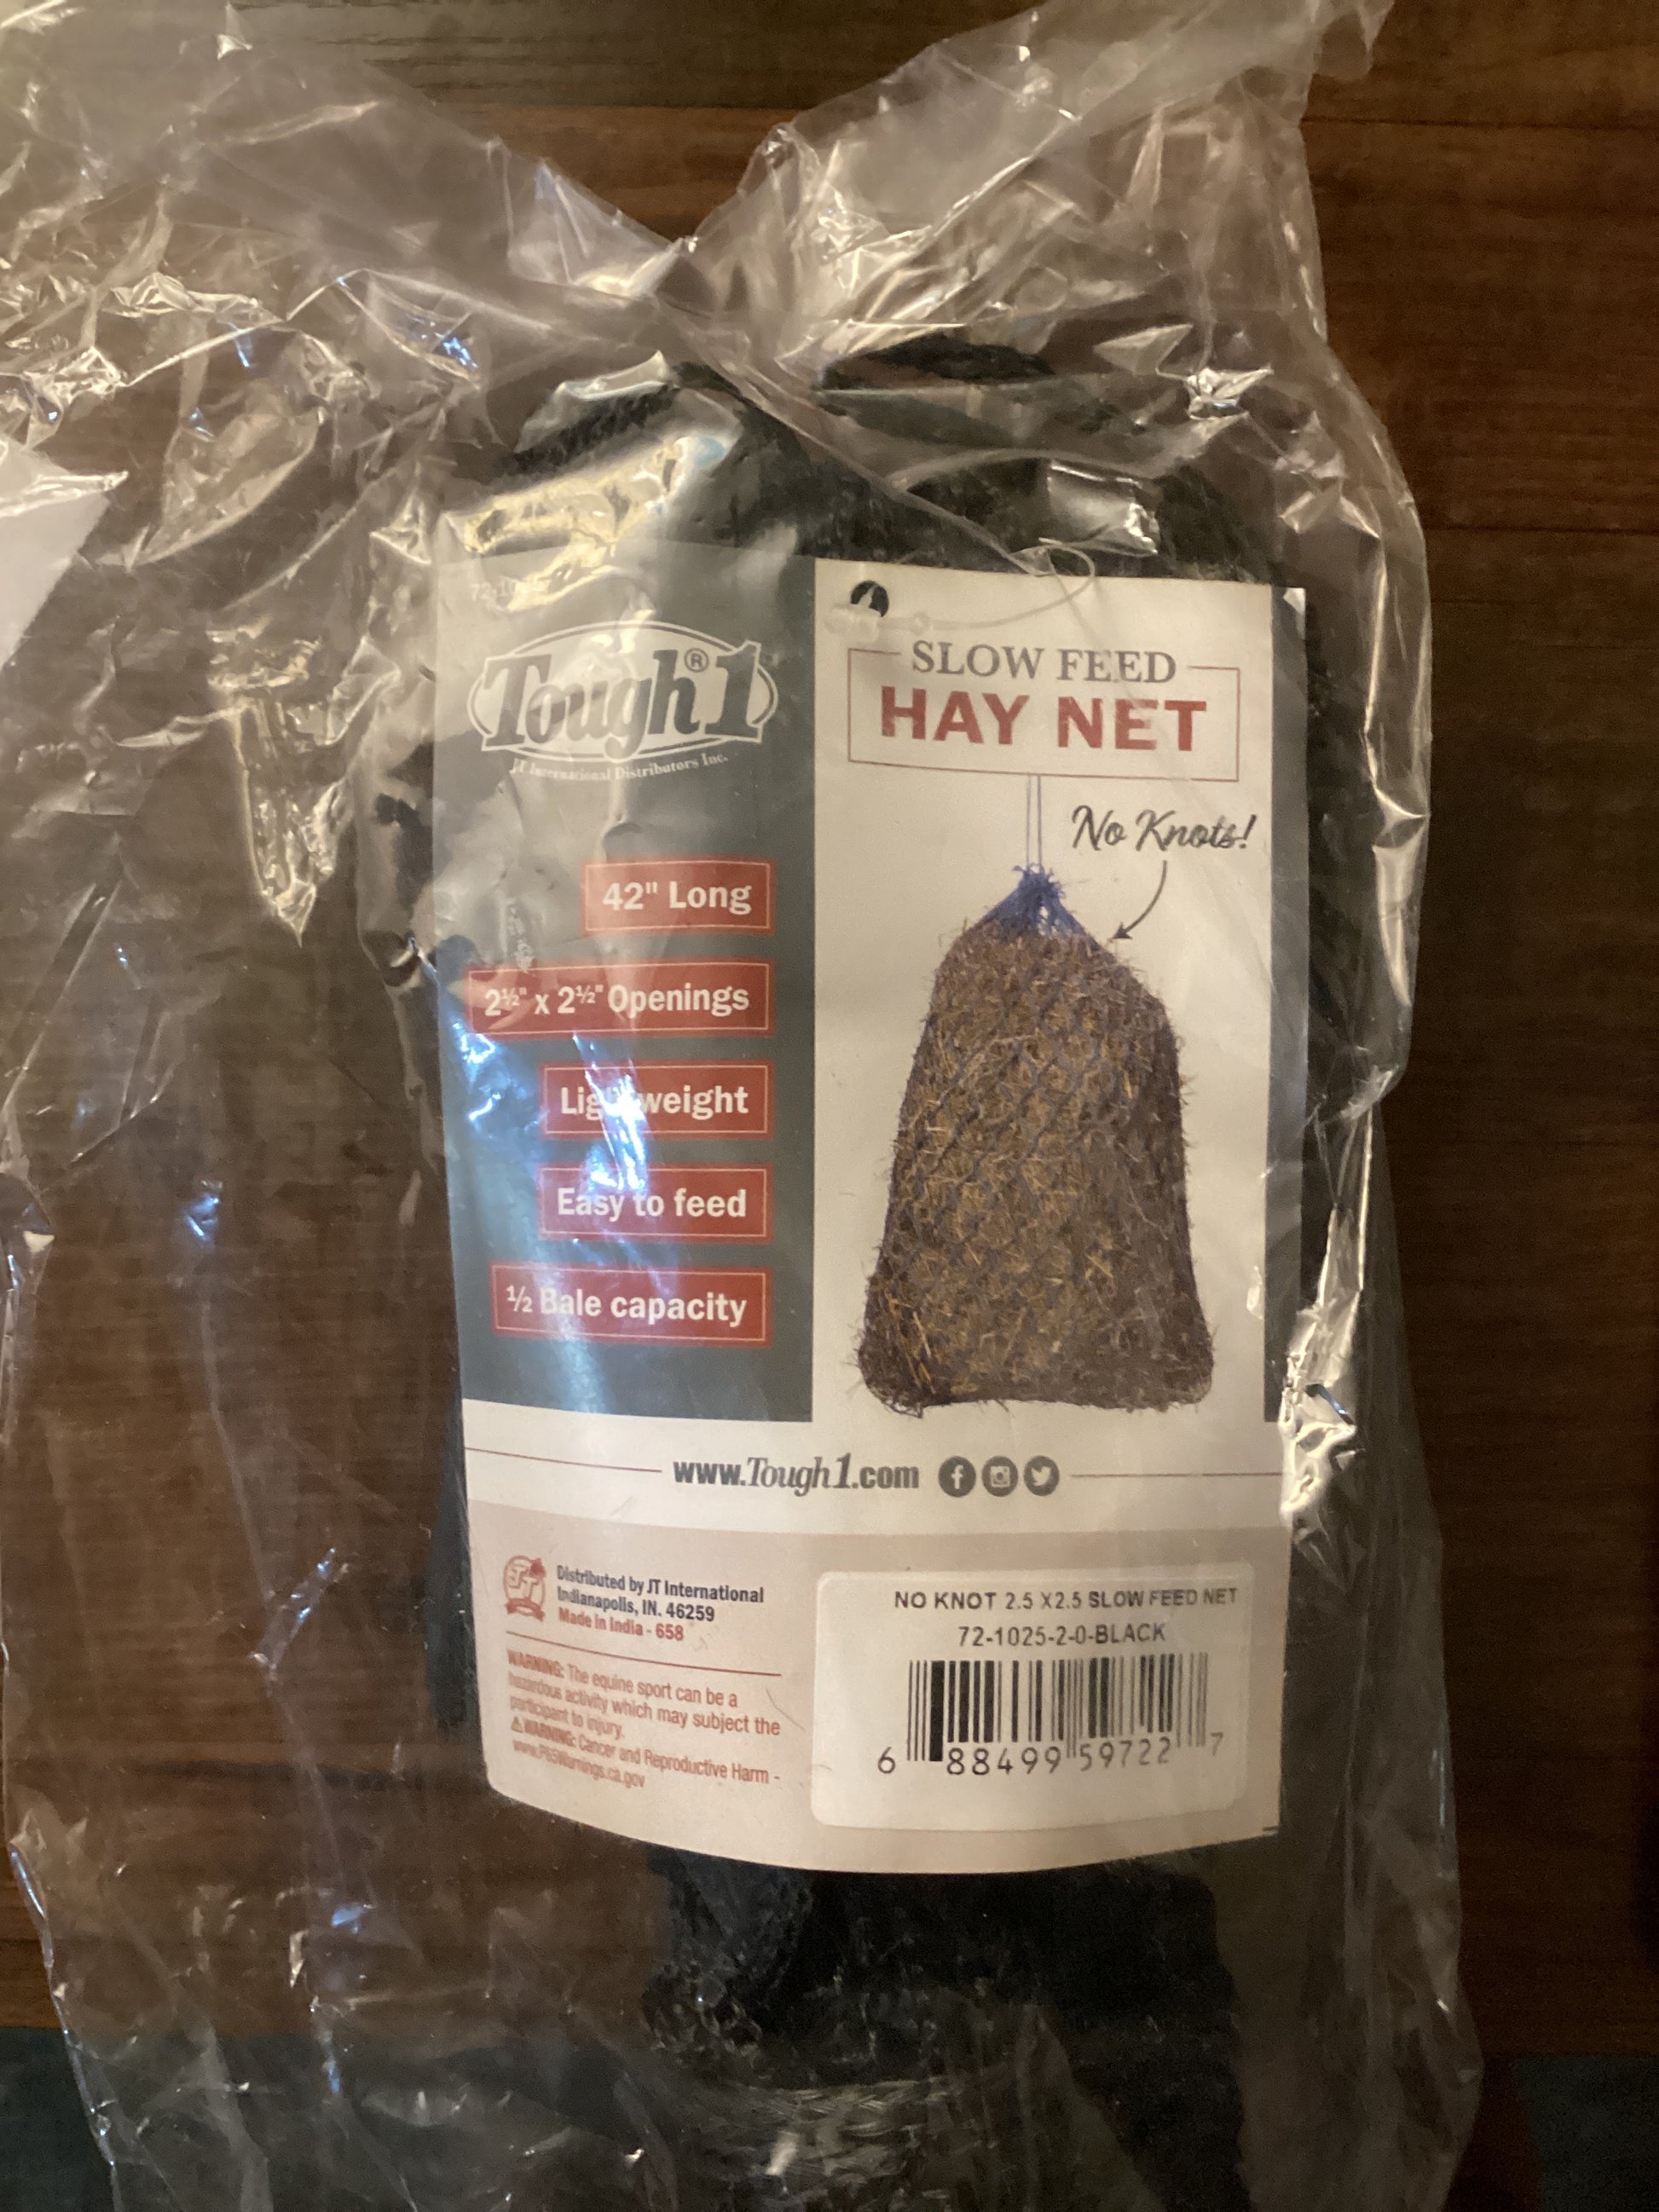 Tough 1®
JT International Distributors Inc.
42" Long
2½" x 2½" Openings
Lightweight
Easy to feed
½ Bale capacity
SLOW FEED
HAY NET
No Knots!
www.Tough1.com
JT
Distributed by JT International
Indianapolis, IN. 46259
Made in India - 658
WARNING: The equine sport can be a
hazardous activity which may subject the
participant to injury.
⚠WARNING: Cancer and Reproductive Harm -
www.P65Warnings.ca.gov
NO KNOT 2.5 X2.5 SLOW FEED NET
72-1025-2-0-BLACK
6 88499 59722 7